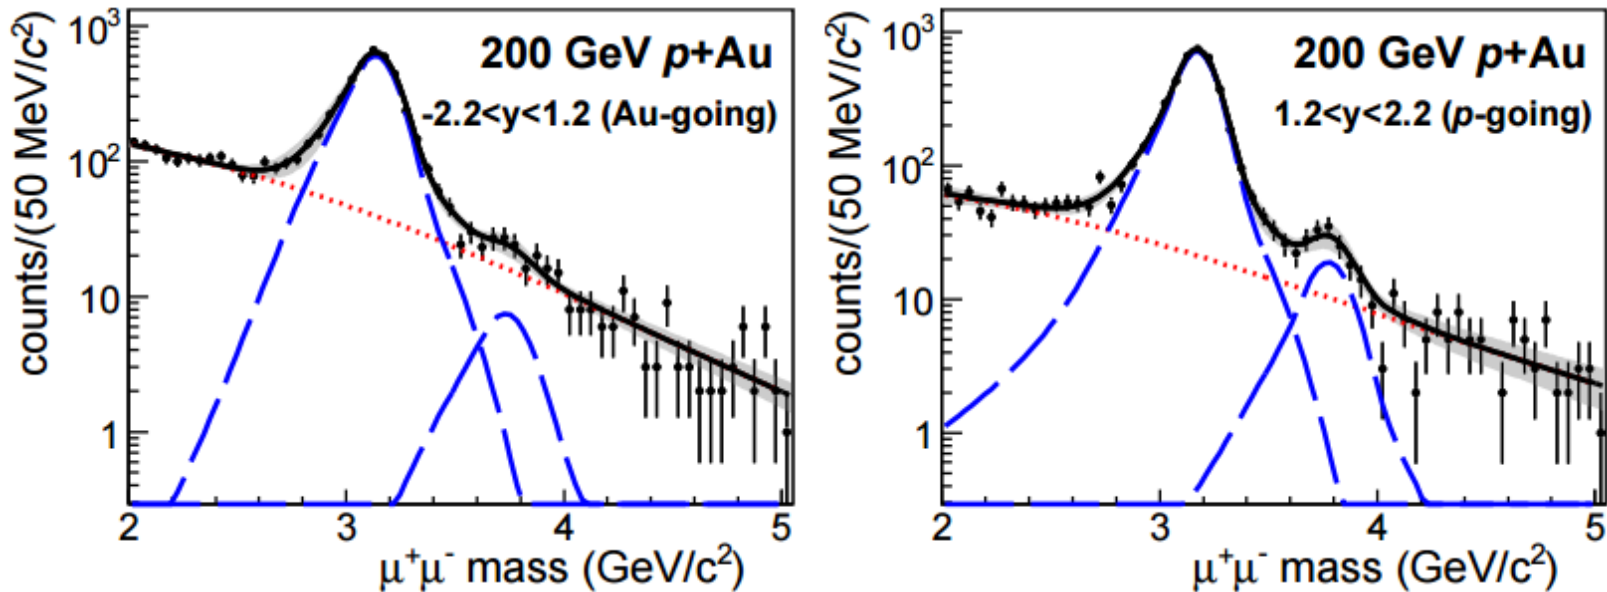 10³
10²
10
1
counts/(50 MeV/c²)
200 GeV p+Au
-2.2<y<1.2 (Au-going)
2 3 4 5
μ⁺μ⁻ mass (GeV/c²)
10³
10²
10
1
counts/(50 MeV/c²)
200 GeV p+Au
1.2<y<2.2 (p-going)
2 3 4 5
μ⁺μ⁻ mass (GeV/c²)